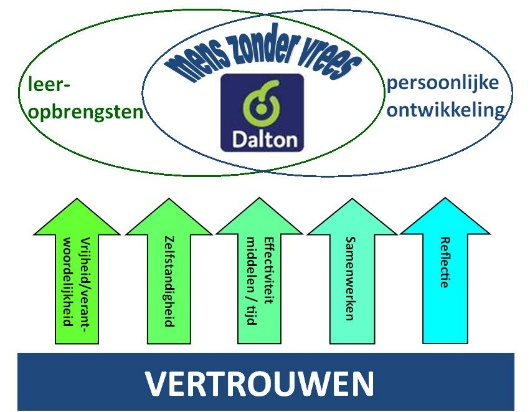 mens zonder vrees
leer-
opbrengsten
Dalton
persoonlijke
ontwikkeling
Vrijheid/verant-
woordelijkheid
Zelfstandigheid
Effectiviteit
middelen / tijd
Samenwerken
Reflectie
VERTROUWEN